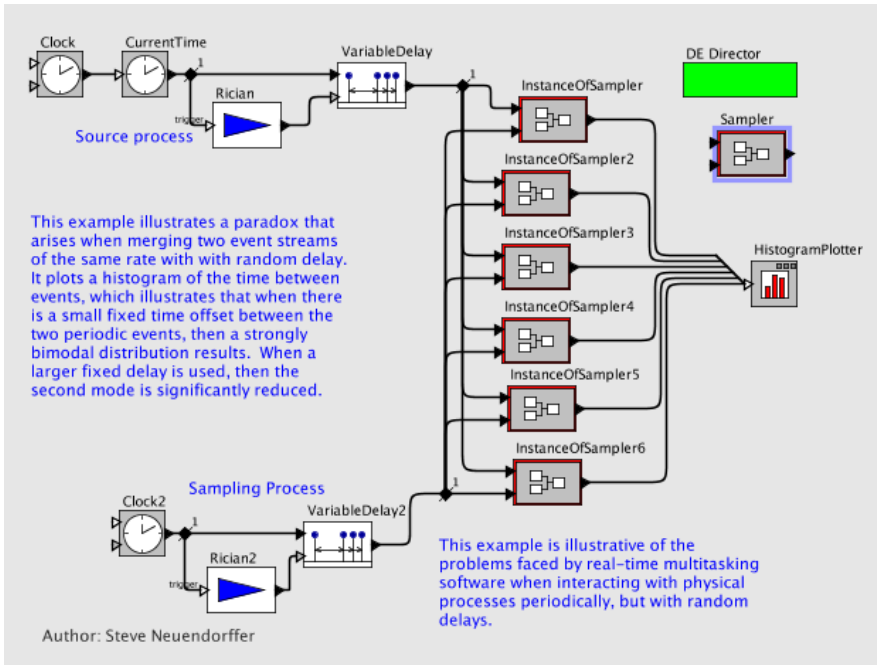 Clock
CurrentTime
VariableDelay
DE Director
1
1
InstanceOfSampler
Rician
Sampler
trigger
Source process
InstanceOfSampler2
This example illustrates a paradox that
arises when merging two event streams
of the same rate with with random delay.
It plots a histogram of the time between
events, which illustrates that when there
is a small fixed time offset between the
two periodic events, then a strongly
bimodal distribution results.  When a
larger fixed delay is used, then the
second mode is significantly reduced.
InstanceOfSampler3
HistogramPlotter
InstanceOfSampler4
InstanceOfSampler5
InstanceOfSampler6
Sampling Process
1
Clock2
VariableDelay2
1
Rician2
trigger
This example is illustrative of the
problems faced by real-time multitasking
software when interacting with physical
processes periodically, but with random
delays.
Author: Steve Neuendorffer